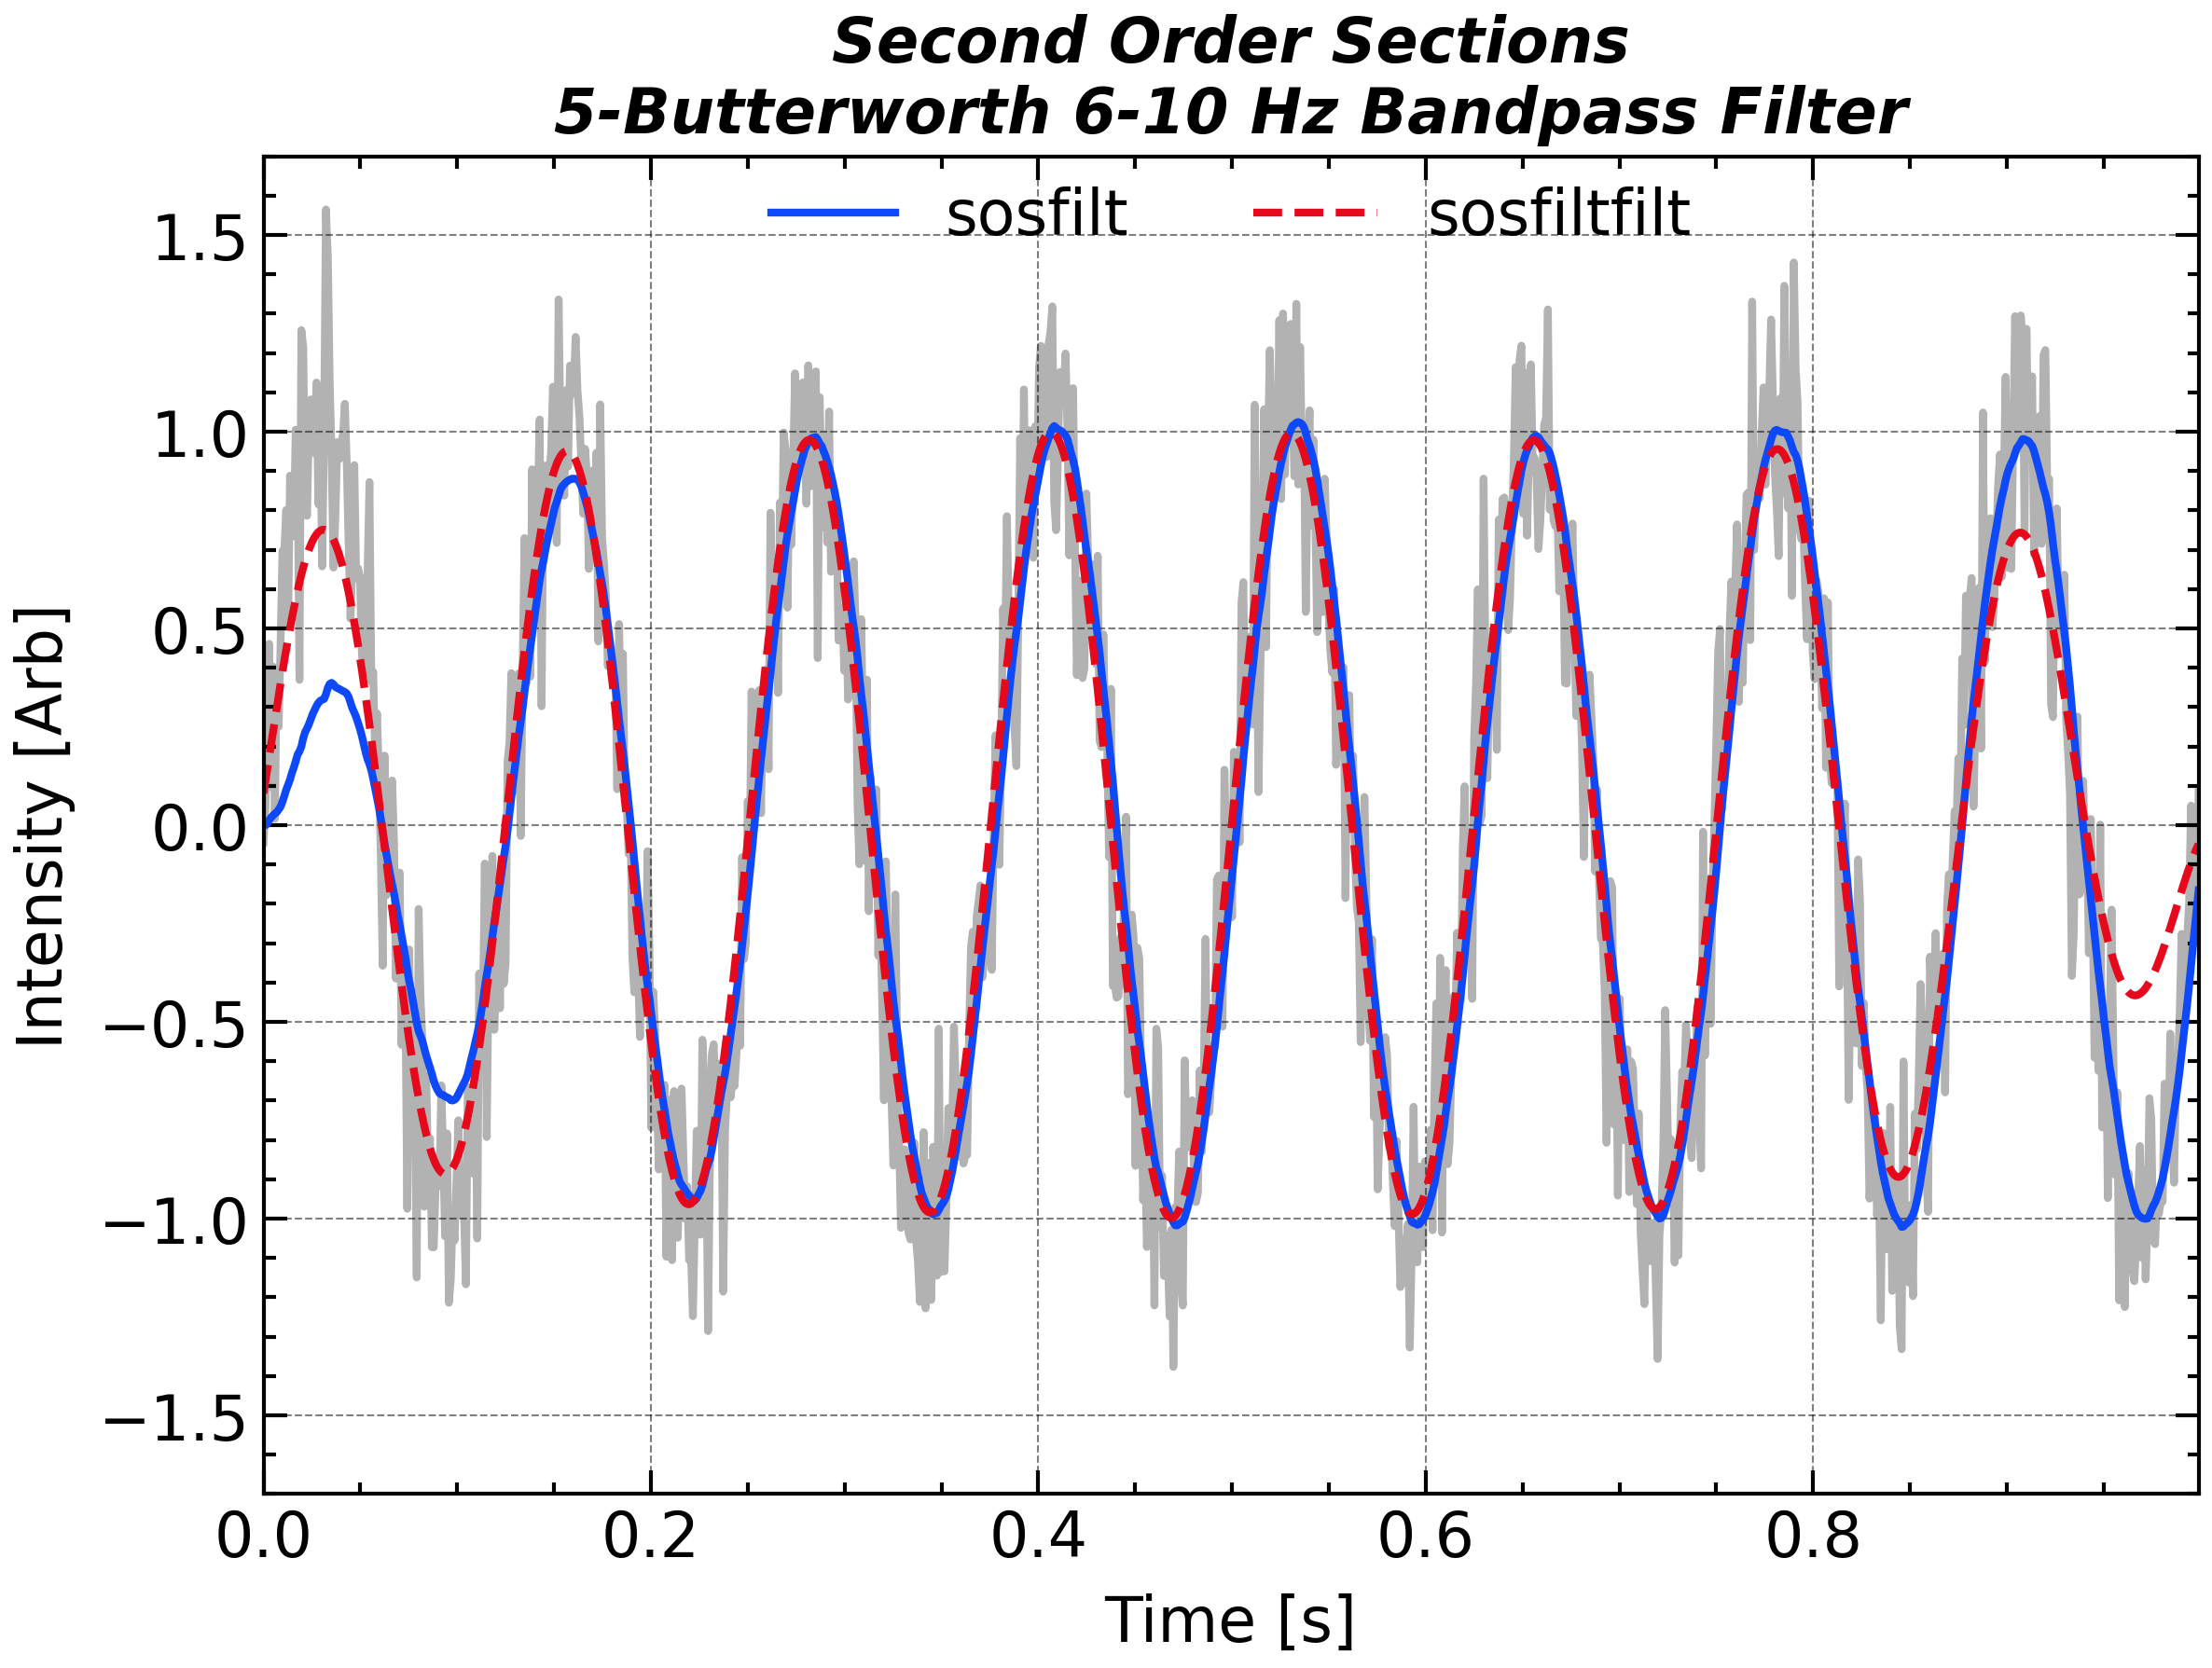 Second Order Sections
5-Butterworth 6-10 Hz Bandpass Filter
sosfilt
sosfiltfilt
1.5
1.0
0.5
0.0
−0.5
−1.0
−1.5
Intensity [Arb]
0.0 0.2 0.4 0.6 0.8
Time [s]